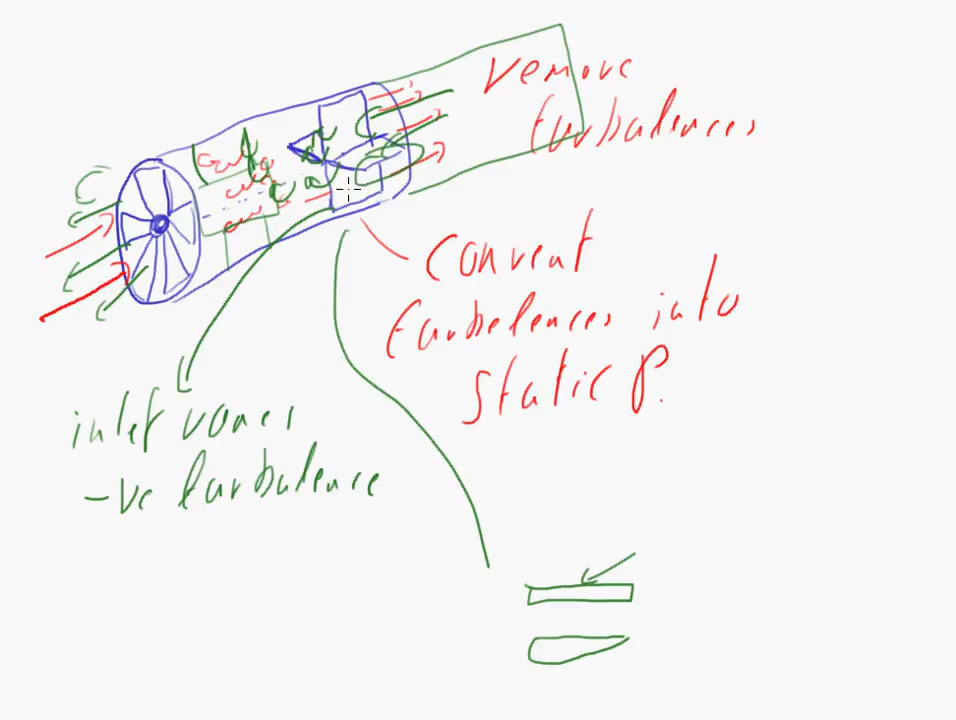 remove
turbulences
convert
turbulences into
static P.
inlet vanes
-ve turbulence